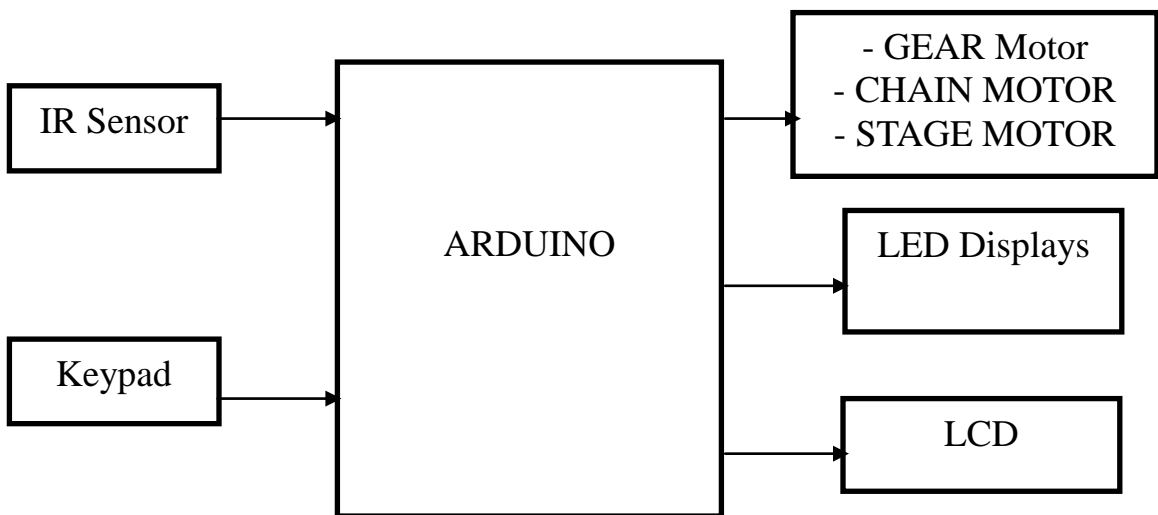 IR Sensor
Keypad
ARDUINO
- GEAR Motor
- CHAIN MOTOR
- STAGE MOTOR
LED Displays
LCD